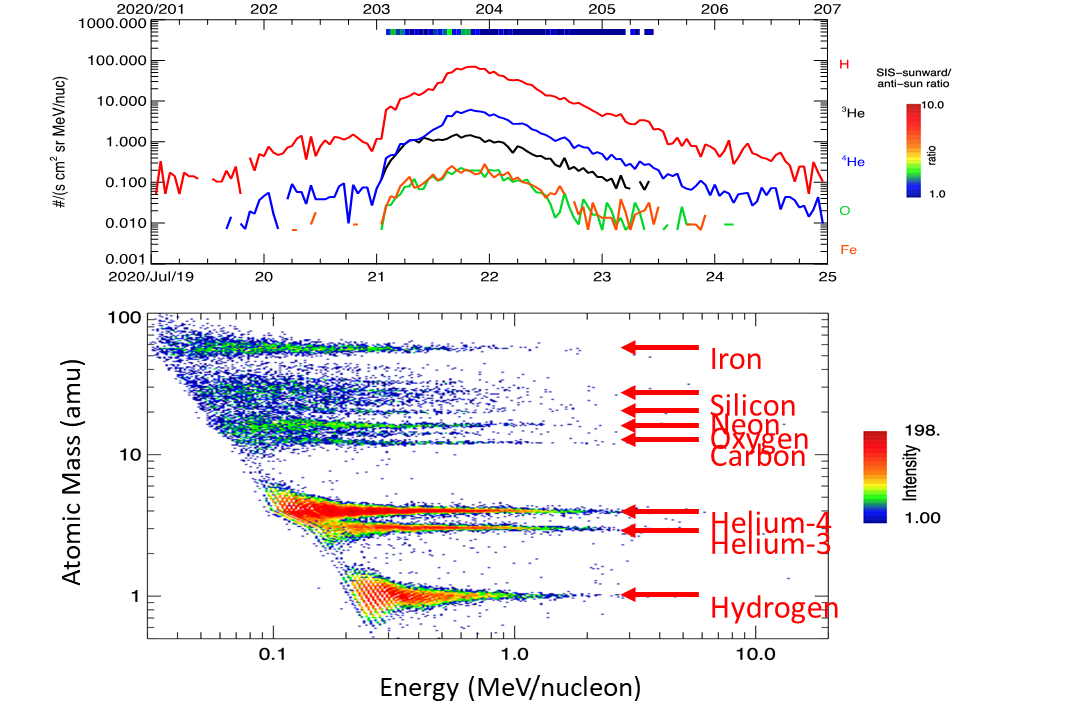 2020/201 202 203 204 205 206 207
1000.000
100.000
10.000
1.000
0.100
0.010
0.001
#/(s cm² sr MeV/nuc)
2020/Jul/19 20 21 22 23 24 25
H
³He
⁴He
O
Fe
SIS−sunward/
anti−sun ratio
10.0
ratio
1.0
100
10
1
Atomic Mass (amu)
0.1 1.0 10.0
Energy (MeV/nucleon)
Iron
Silicon
Neon
Oxygen
Carbon
Helium-4
Helium-3
Hydrogen
198.
Intensity
1.00